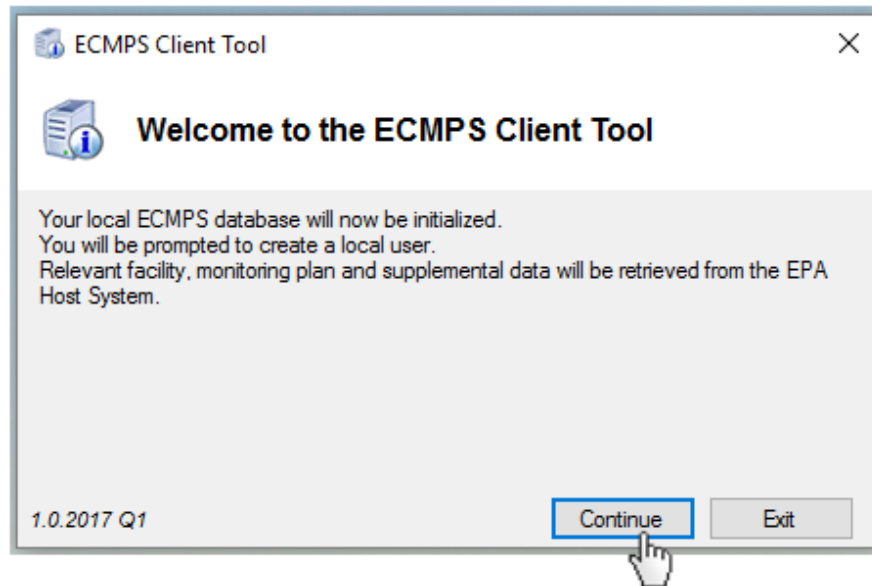 ECMPS Client Tool
Welcome to the ECMPS Client Tool
Your local ECMPS database will now be initialized.
You will be prompted to create a local user.
Relevant facility, monitoring plan and supplemental data will be retrieved from the EPA
Host System.
1.0.2017 Q1
Continue
Exit